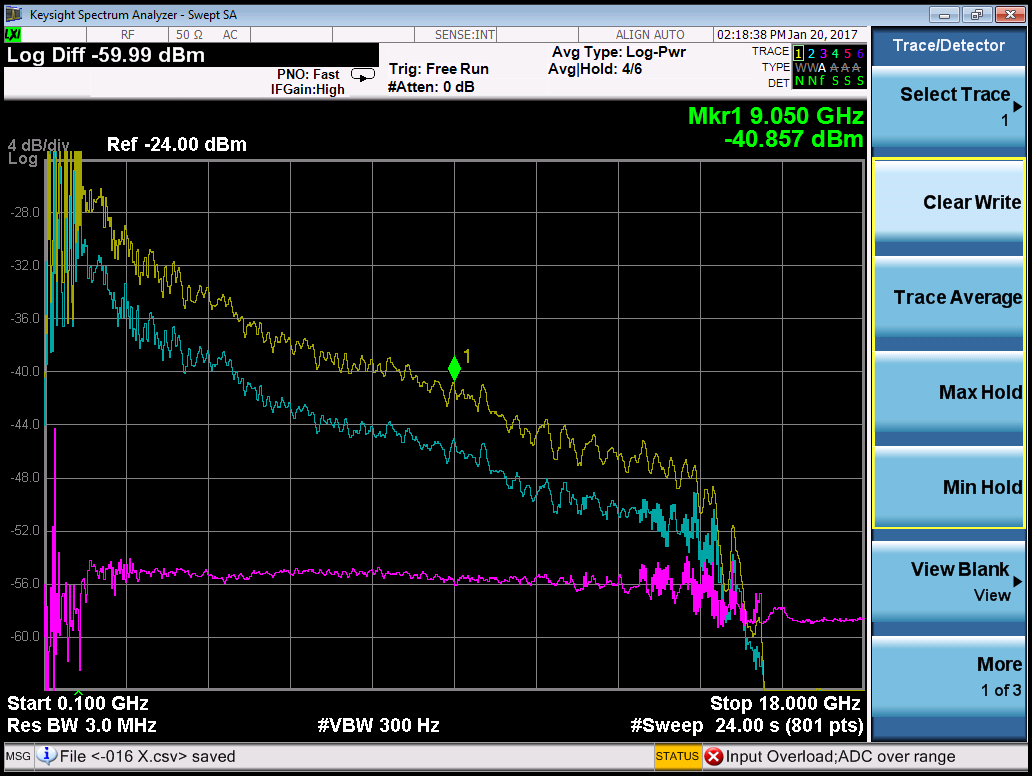 Keysight Spectrum Analyzer - Swept SA
LXI RF 50 Ω AC SENSE:INT ALIGN AUTO 02:18:38 PM Jan 20, 2017
Log Diff -59.99 dBm
PNO: Fast
IFGain:High
Trig: Free Run
#Atten: 0 dB
Avg Type: Log-Pwr
Avg|Hold: 4/6
TRACE 1 2 3 4 5 6
TYPE W W A A A A
DET N N f S S S
Mkr1 9.050 GHz
-40.857 dBm
4 dB/div
Log
Ref -24.00 dBm
-28.0
-32.0
-36.0
1
-40.0
-44.0
-48.0
-52.0
-56.0
-60.0
Start 0.100 GHz
Stop 18.000 GHz
Res BW 3.0 MHz
#VBW 300 Hz
#Sweep 24.00 s (801 pts)
MSG
File <-016 X.csv> saved
STATUS
Input Overload;ADC over range
Trace/Detector
Select Trace
1
Clear Write
Trace Average
Max Hold
Min Hold
View Blank
View
More
1 of 3